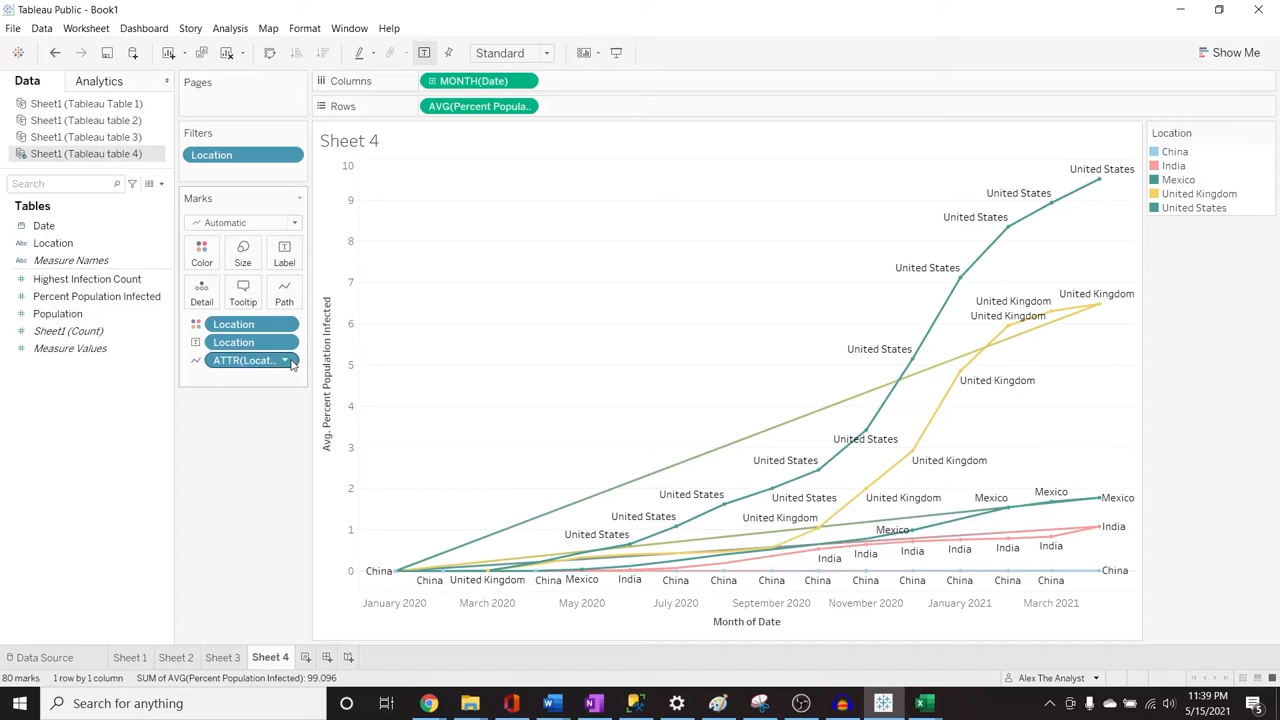 Tableau Public - Book1
File Data Worksheet Dashboard Story Analysis Map Format Window Help
Standard
Show Me
Data Analytics
Sheet1 (Tableau Table 1)
Sheet1 (Tableau table 2)
Sheet1 (Tableau table 3)
Sheet1 (Tableau table 4)
Search
Tables
Date
Abc Location
Abc Measure Names
Highest Infection Count
Percent Population Infected
Population
Sheet1 (Count)
Measure Values
Pages
Filters
Location
Marks
Automatic
Color Size Label
Detail Tooltip Path
Location
Location
ATTR(Locat..
Columns MONTH(Date)
Rows AVG(Percent Popula..
Sheet 4
Avg. Percent Population Infected
10
9
8
7
6
5
4
3
2
1
0
United States
United States
United States
United States
United Kingdom
United Kingdom
United Kingdom
United States
United Kingdom
United States
United States
United Kingdom
United States
United States
United Kingdom
Mexico
Mexico
Mexico
United States
United Kingdom
United States
Mexico
India
India
India
India
India
India
India
China
China
United Kingdom
China
Mexico
India
China
China
China
China
China
China
China
China
China
China
January 2020
March 2020
May 2020
July 2020
September 2020
November 2020
January 2021
March 2021
Month of Date
Location
China
India
Mexico
United Kingdom
United States
Data Source Sheet 1 Sheet 2 Sheet 3 Sheet 4
80 marks 1 row by 1 column SUM of AVG(Percent Population Infected): 99.096
Alex The Analyst
Search for anything
11:39 PM
5/15/2021
5